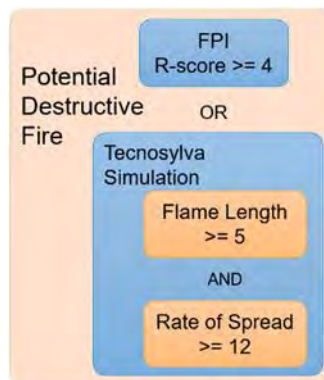 FPI
R-score >= 4
Potential
Destructive
Fire
OR
Tecnosylva
Simulation
Flame Length
>= 5
AND
Rate of Spread
>= 12